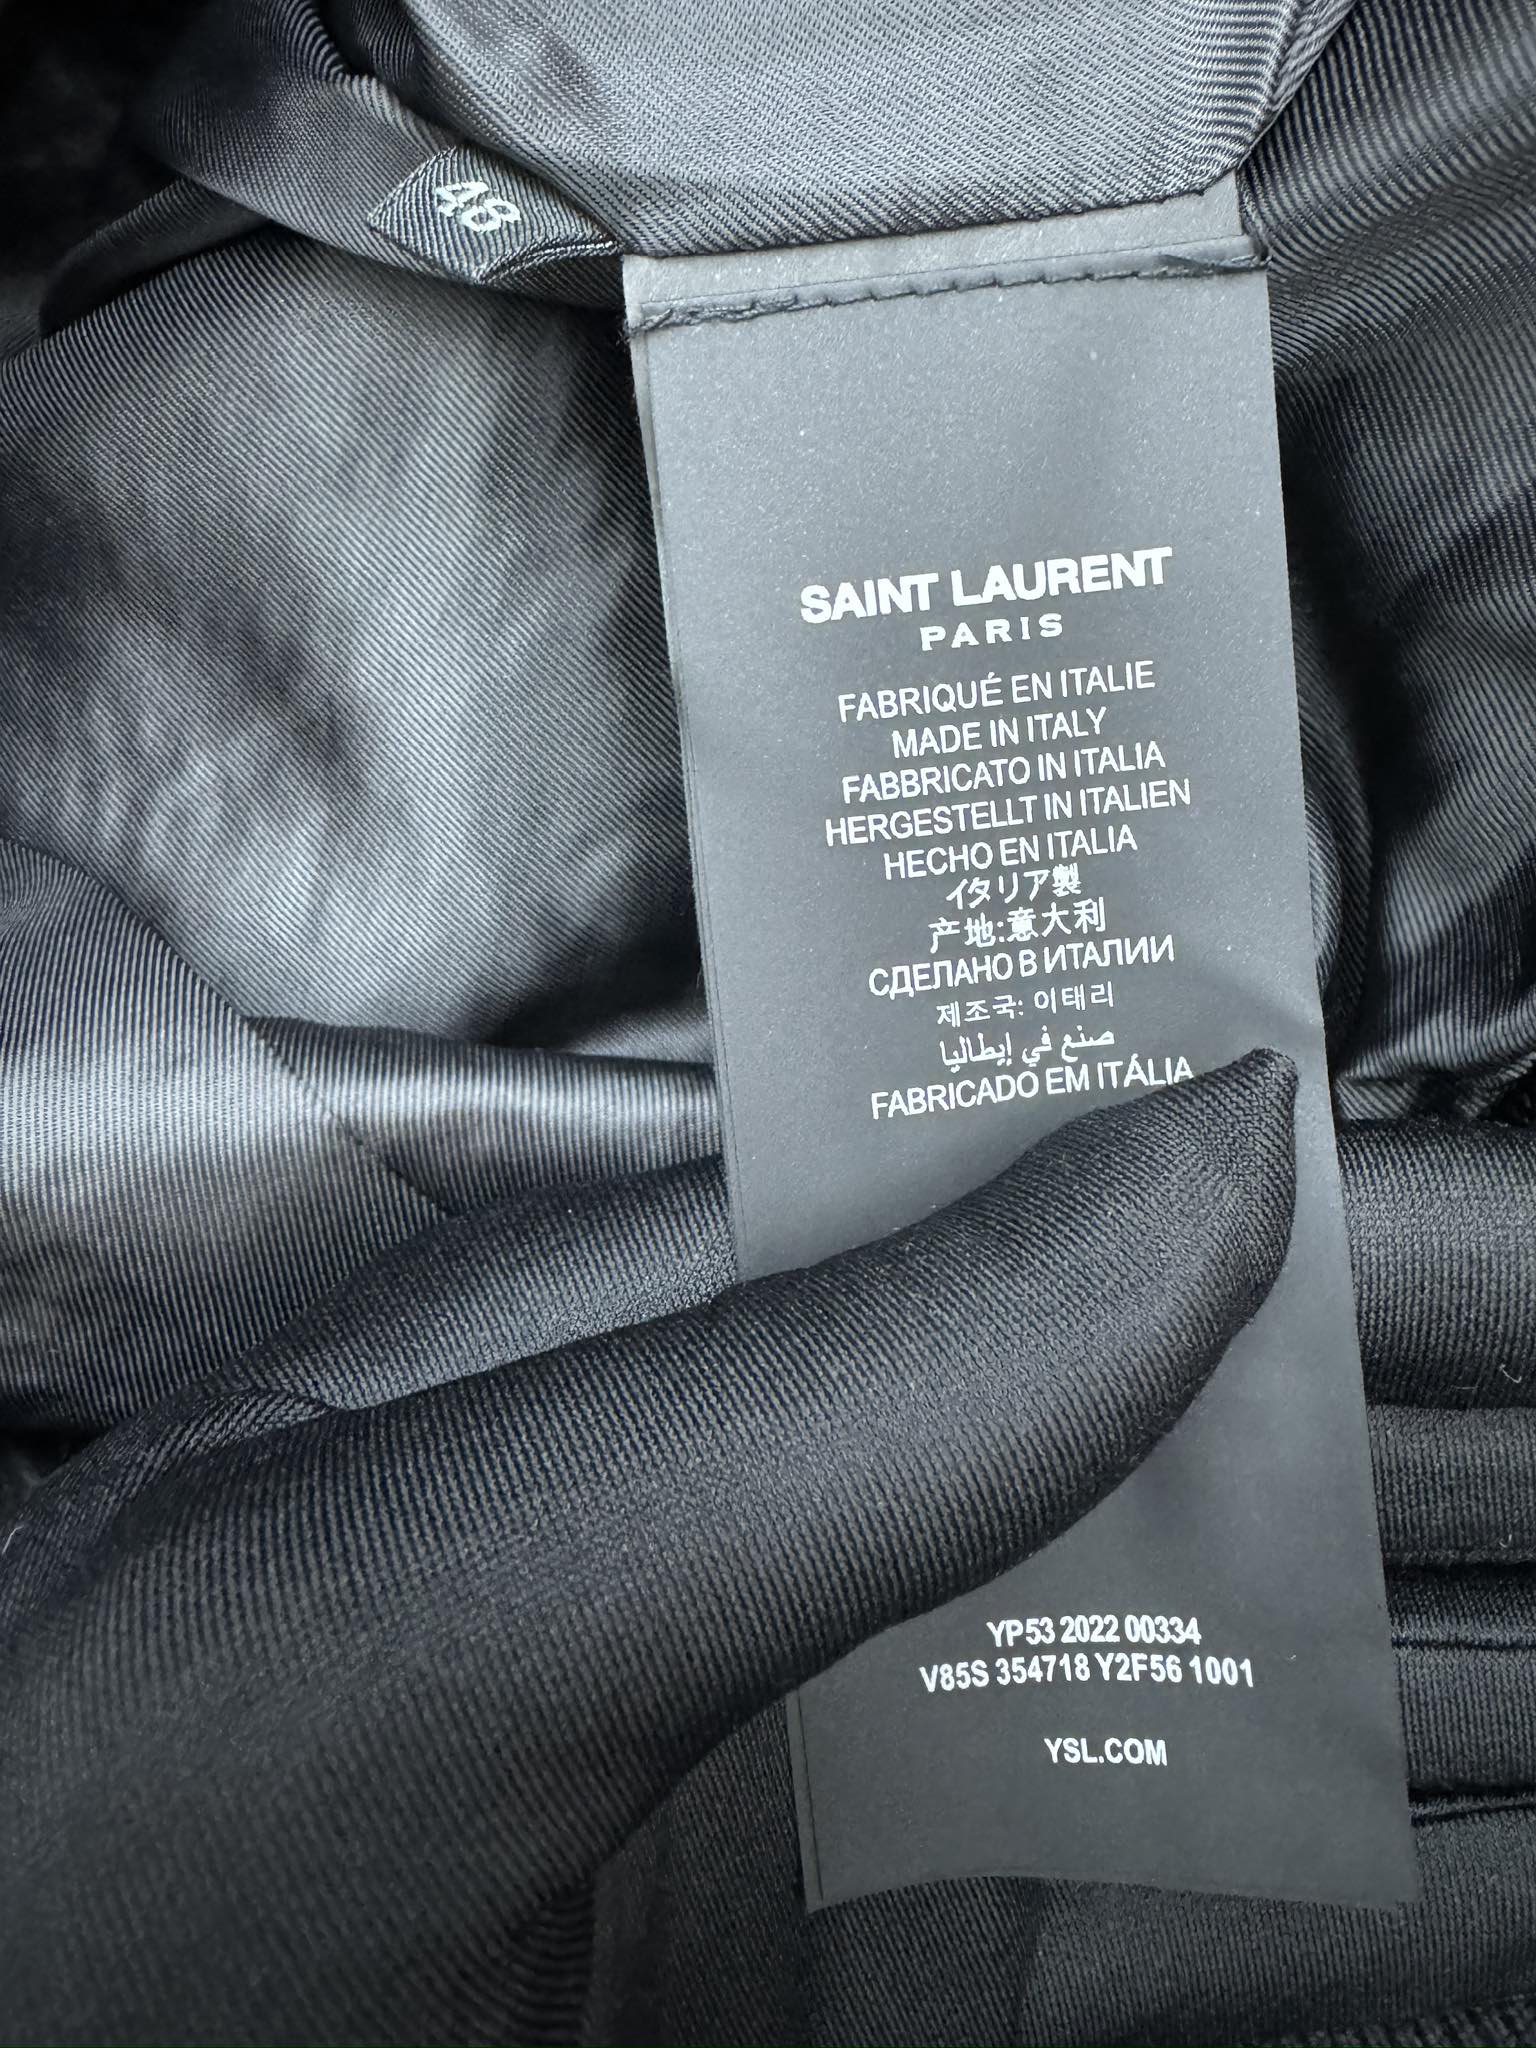 48
SAINT LAURENT
PARIS
FABRIQUÉ EN ITALIE
MADE IN ITALY
FABBRICATO IN ITALIA
HERGESTELLT IN ITALIEN
HECHO EN ITALIA
イタリア製
产地:意大利
СДЕЛАНО В ИТАЛИИ
제조국: 이태리
صنع في إيطاليا
FABRICADO EM ITÁLIA
YP53 2022 00334
V85S 354718 Y2F56 1001
YSL.COM